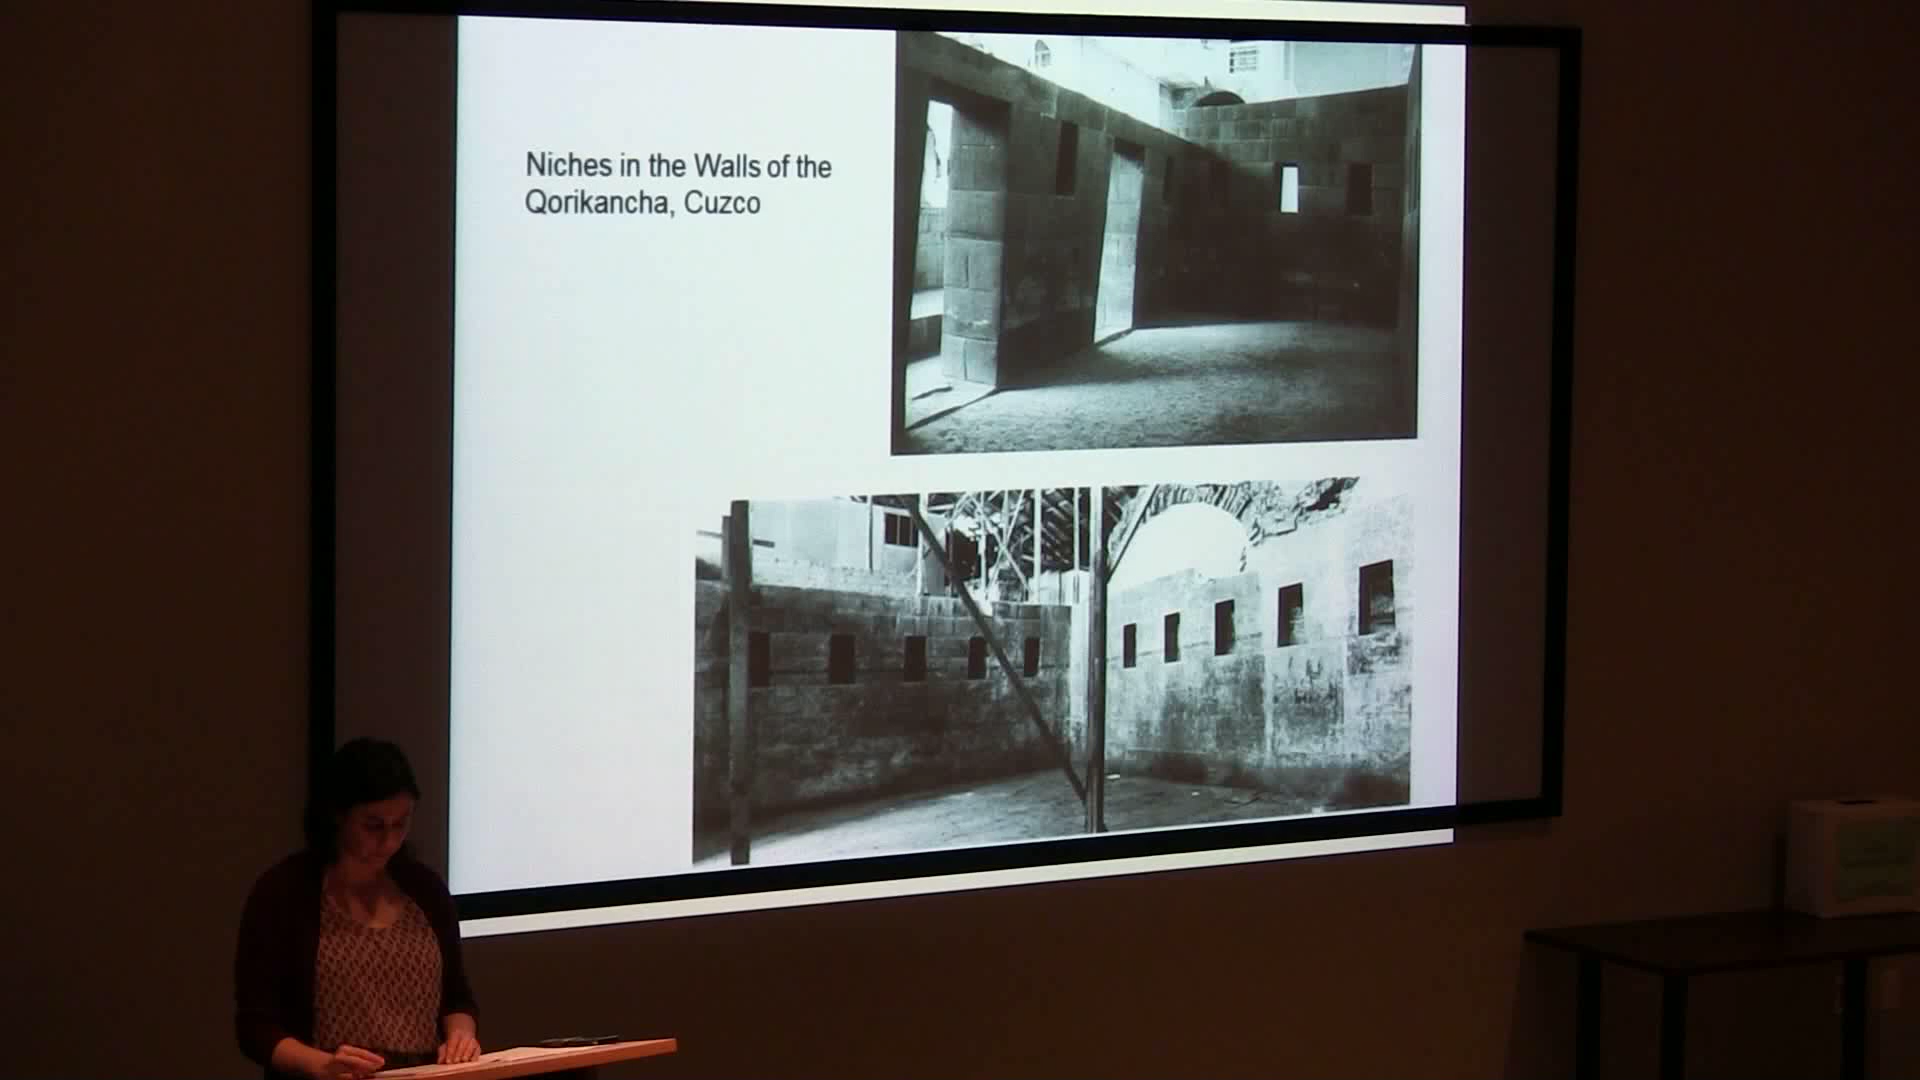 Niches in the Walls of the
Qorikancha, Cuzco